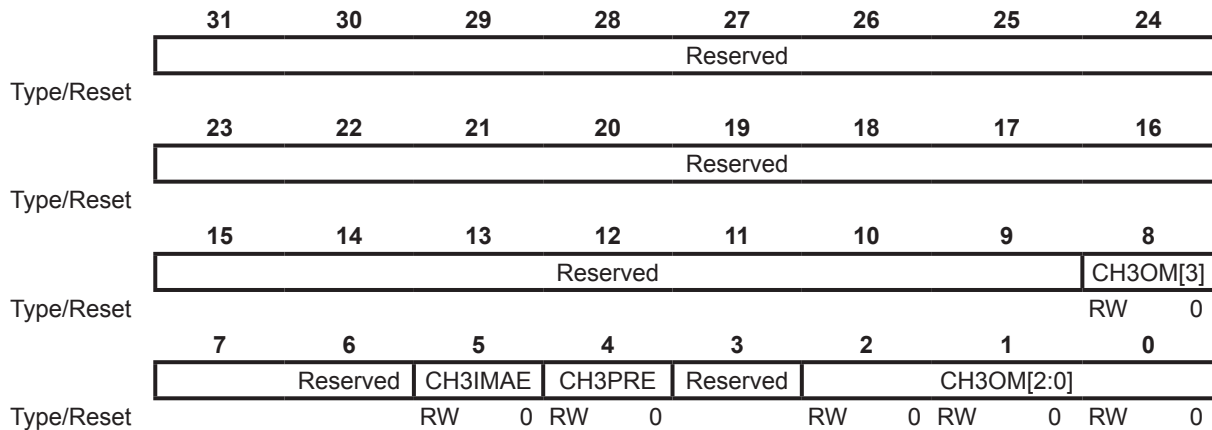 31 30 29 28 27 26 25 24
Reserved
Type/Reset
23 22 21 20 19 18 17 16
Reserved
Type/Reset
15 14 13 12 11 10 9 8
Reserved CH3OM[3]
Type/Reset RW 0
7 6 5 4 3 2 1 0
Reserved CH3IMAE CH3PRE Reserved CH3OM[2:0]
Type/Reset RW 0 RW 0 RW 0 RW 0 RW 0